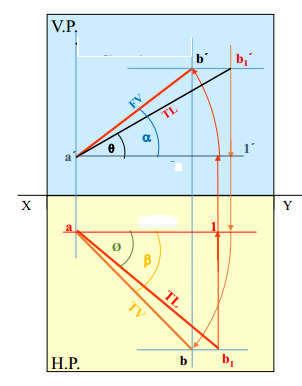 V.P.
b´ b₁´
FV
TL
a´ θ α 1´
X Y
a 1
Ø β
TL
TV
b b₁
H.P.